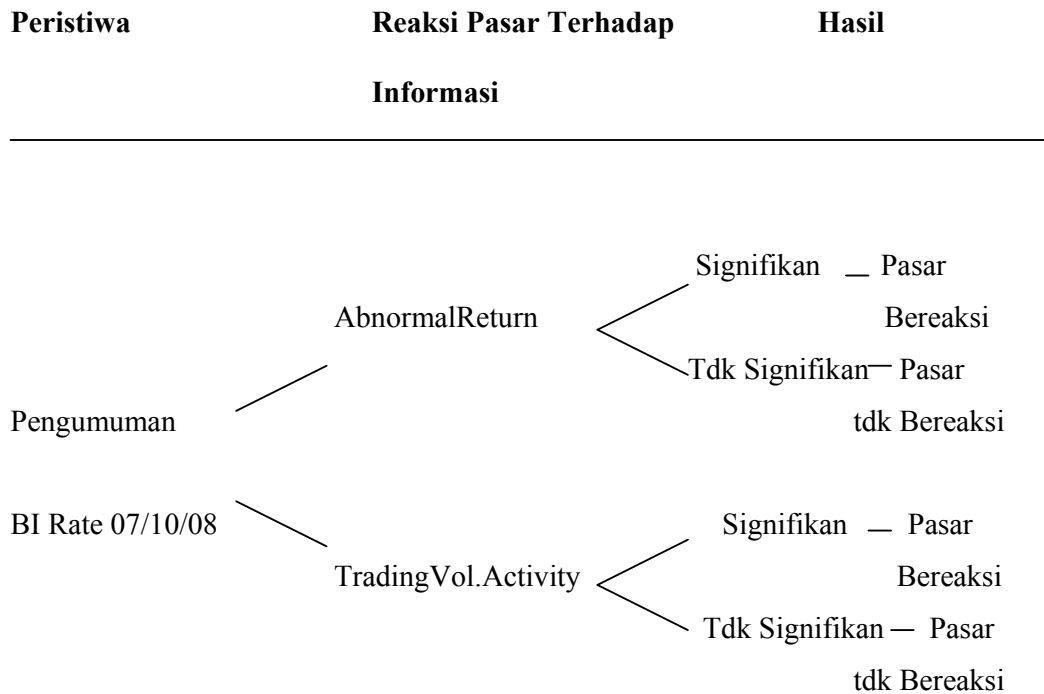 Peristiwa Reaksi Pasar Terhadap Hasil
Informasi
Signifikan — Pasar
AbnormalReturn Bereaksi
Tdk Signifikan — Pasar
Pengumuman tdk Bereaksi
BI Rate 07/10/08 Signifikan — Pasar
TradingVol.Activity Bereaksi
Tdk Signifikan — Pasar
tdk Bereaksi